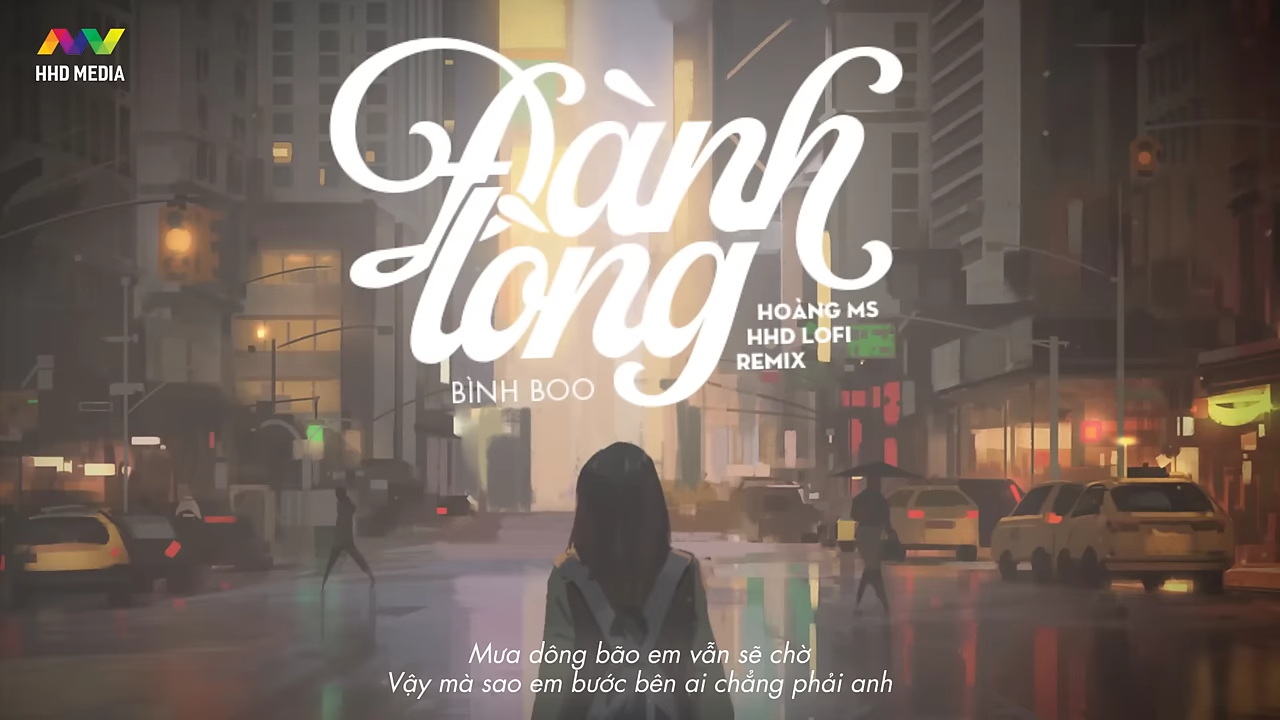 HHD MEDIA
Đành
lòng
HOÀNG MS
HHD LOFI
REMIX
BÌNH BOO
Mưa dông bão em vẫn sẽ chờ
Vậy mà sao em bước bên ai chẳng phải anh